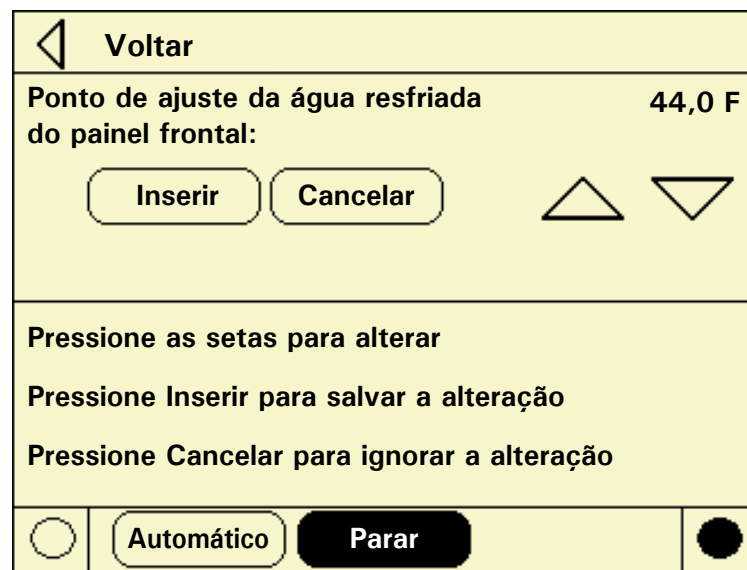 Voltar
Ponto de ajuste da água resfriada 44,0 F
do painel frontal:
Inserir Cancelar
Pressione as setas para alterar
Pressione Inserir para salvar a alteração
Pressione Cancelar para ignorar a alteração
Automático Parar